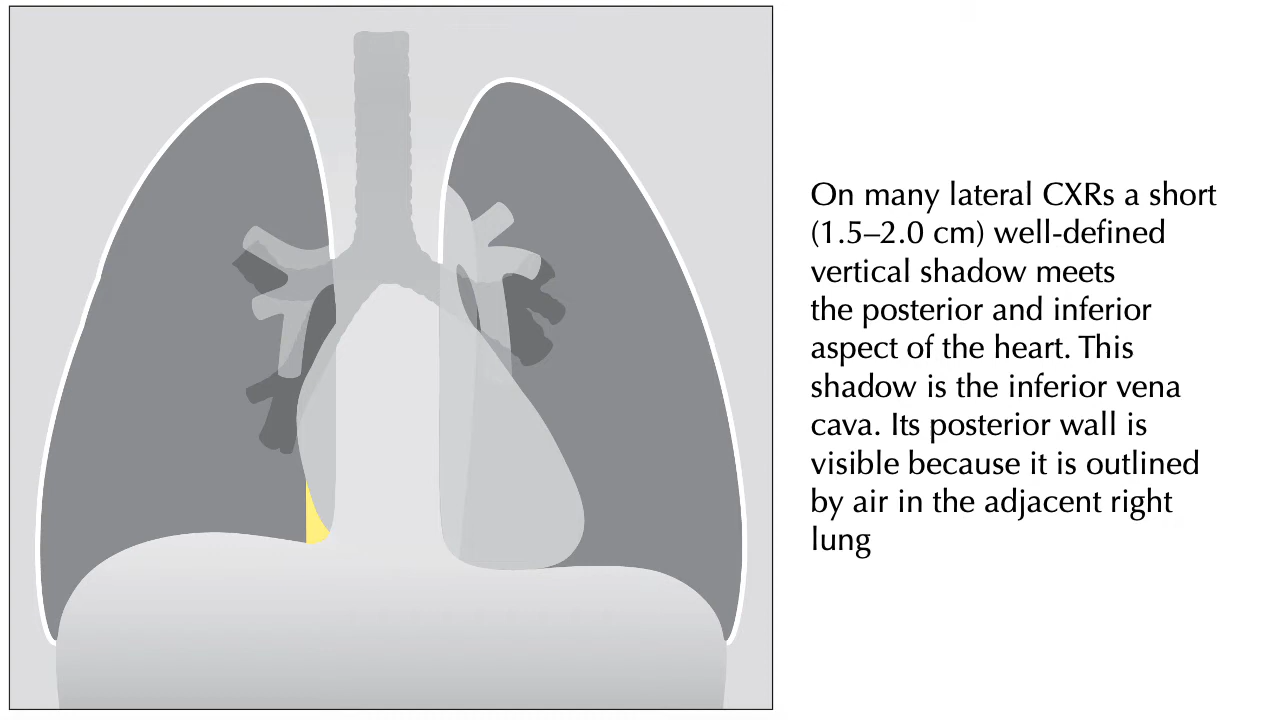 On many lateral CXRs a short
(1.5–2.0 cm) well-defined
vertical shadow meets
the posterior and inferior
aspect of the heart. This
shadow is the inferior vena
cava. Its posterior wall is
visible because it is outlined
by air in the adjacent right
lung